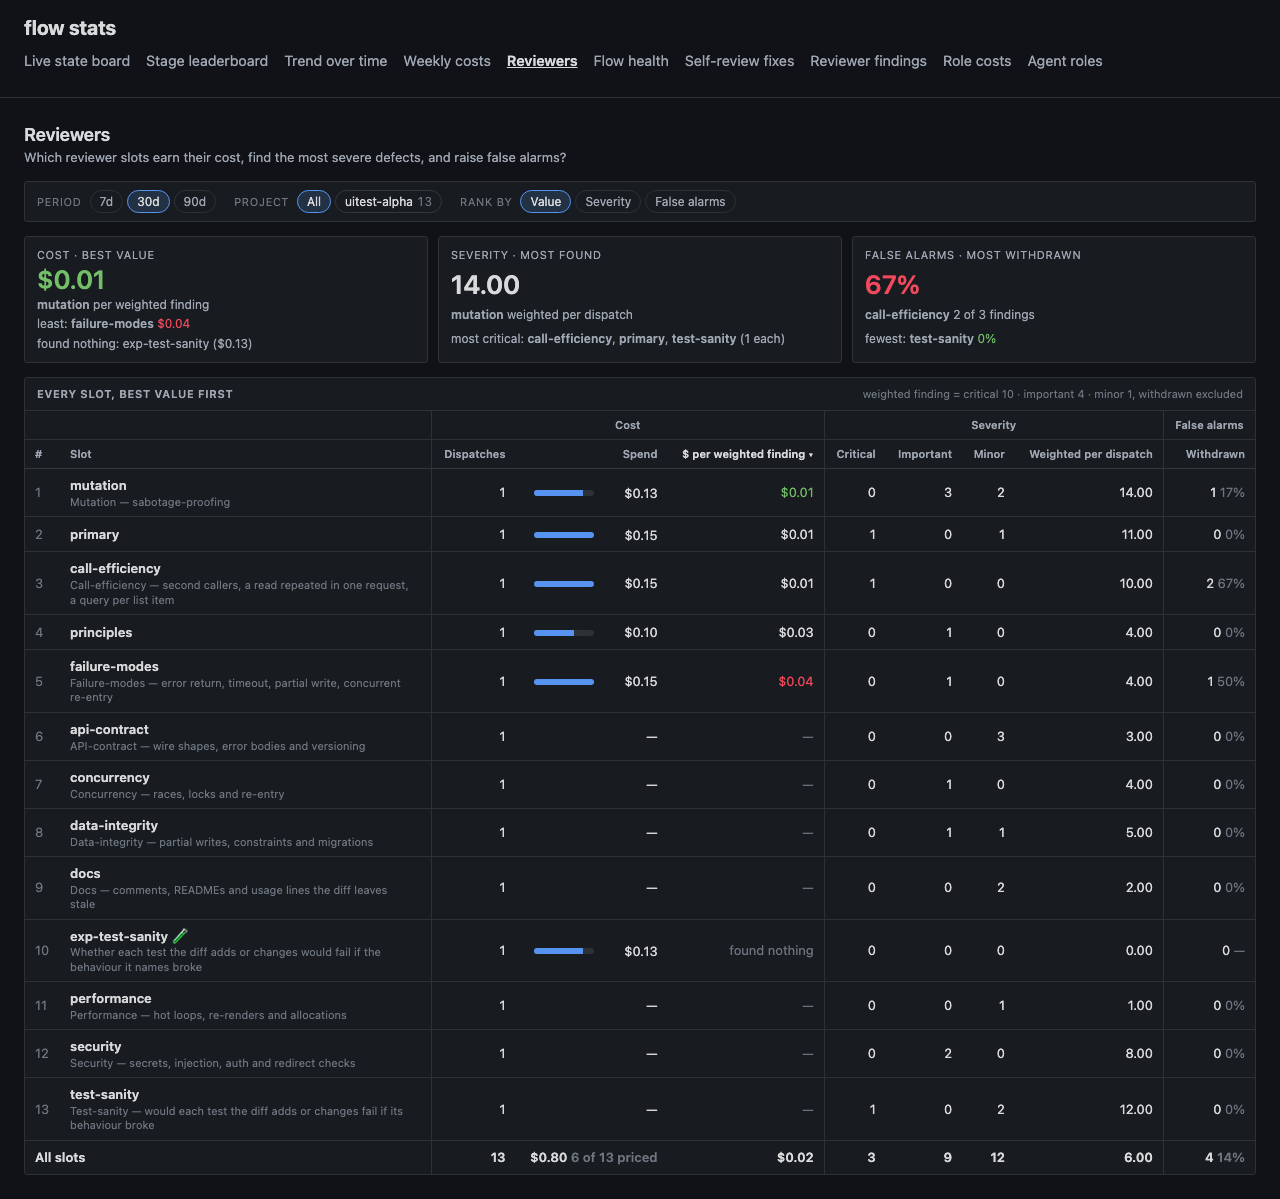 flow stats
Live state board Stage leaderboard Trend over time Weekly costs Reviewers Flow health Self-review fixes Reviewer findings Role costs Agent roles
Reviewers
Which reviewer slots earn their cost, find the most severe defects, and raise false alarms?
PERIOD 7d 30d 90d PROJECT All uitest-alpha 13 RANK BY Value Severity False alarms
COST · BEST VALUE
$0.01
mutation per weighted finding
least: failure-modes $0.04
found nothing: exp-test-sanity ($0.13)
SEVERITY · MOST FOUND
14.00
mutation weighted per dispatch
most critical: call-efficiency, primary, test-sanity (1 each)
FALSE ALARMS · MOST WITHDRAWN
67%
call-efficiency 2 of 3 findings
fewest: test-sanity 0%
EVERY SLOT, BEST VALUE FIRST weighted finding = critical 10 · important 4 · minor 1, withdrawn excluded
Cost Severity False alarms
# Slot Dispatches Spend $ per weighted finding ▾ Critical Important Minor Weighted per dispatch Withdrawn
1 mutation 1 $0.13 $0.01 0 3 2 14.00 1 17%
Mutation — sabotage-proofing
2 primary 1 $0.15 $0.01 1 0 1 11.00 0 0%
3 call-efficiency 1 $0.15 $0.01 1 0 0 10.00 2 67%
Call-efficiency — second callers, a read repeated in one request,
a query per list item
4 principles 1 $0.10 $0.03 0 1 0 4.00 0 0%
5 failure-modes 1 $0.15 $0.04 0 1 0 4.00 1 50%
Failure-modes — error return, timeout, partial write, concurrent
re-entry
6 api-contract 1 — — 0 0 3 3.00 0 0%
API-contract — wire shapes, error bodies and versioning
7 concurrency 1 — — 0 1 0 4.00 0 0%
Concurrency — races, locks and re-entry
8 data-integrity 1 — — 0 1 1 5.00 0 0%
Data-integrity — partial writes, constraints and migrations
9 docs 1 — — 0 0 2 2.00 0 0%
Docs — comments, READMEs and usage lines the diff leaves
stale
10 exp-test-sanity 🧪 1 $0.13 found nothing 0 0 0 0.00 0 —
Whether each test the diff adds or changes would fail if the
behaviour it names broke
11 performance 1 — — 0 0 1 1.00 0 0%
Performance — hot loops, re-renders and allocations
12 security 1 — — 0 2 0 8.00 0 0%
Security — secrets, injection, auth and redirect checks
13 test-sanity 1 — — 1 0 2 12.00 0 0%
Test-sanity — would each test the diff adds or changes fail if its
behaviour broke
All slots 13 $0.80 6 of 13 priced $0.02 3 9 12 6.00 4 14%